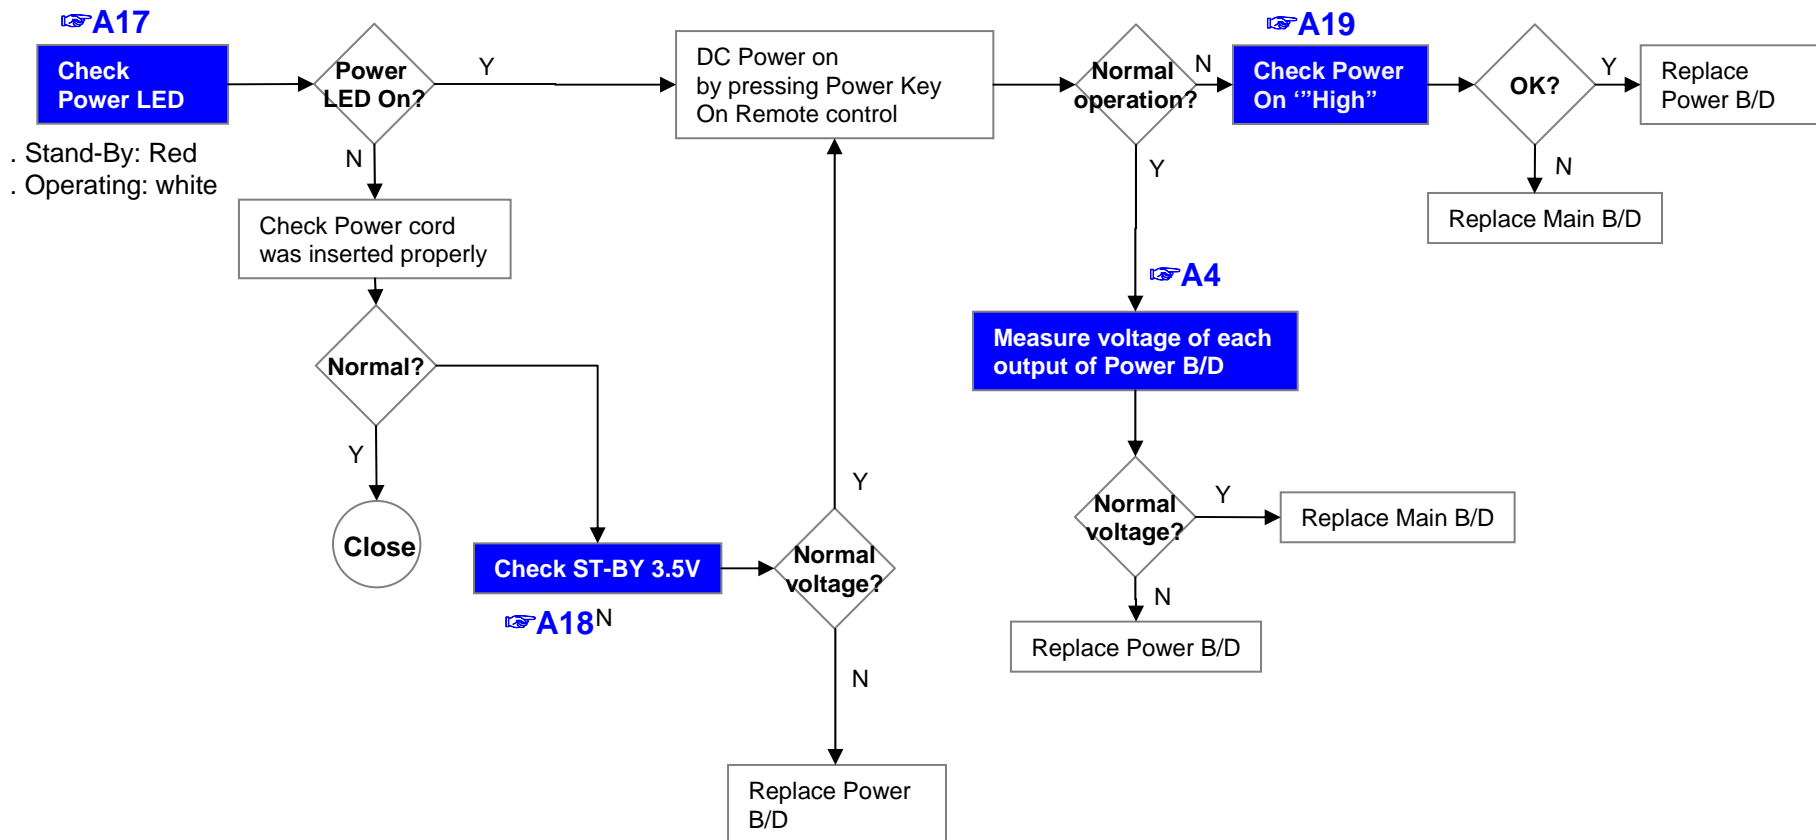 ☞A17
Check
Power LED
. Stand-By: Red
. Operating: white
Power
LED On?
Y
N
DC Power on
by pressing Power Key
On Remote control
Normal
operation?
N
Y
☞A19
Check Power
On ‘”High”
OK?
Y
N
Replace
Power B/D
Replace Main B/D
Check Power cord
was inserted properly
Normal?
Y
Close
Check ST-BY 3.5V
☞A18
N
Normal
voltage?
Y
N
Replace Power
B/D
☞A4
Measure voltage of each
output of Power B/D
Normal
voltage?
Y
N
Replace Main B/D
Replace Power B/D